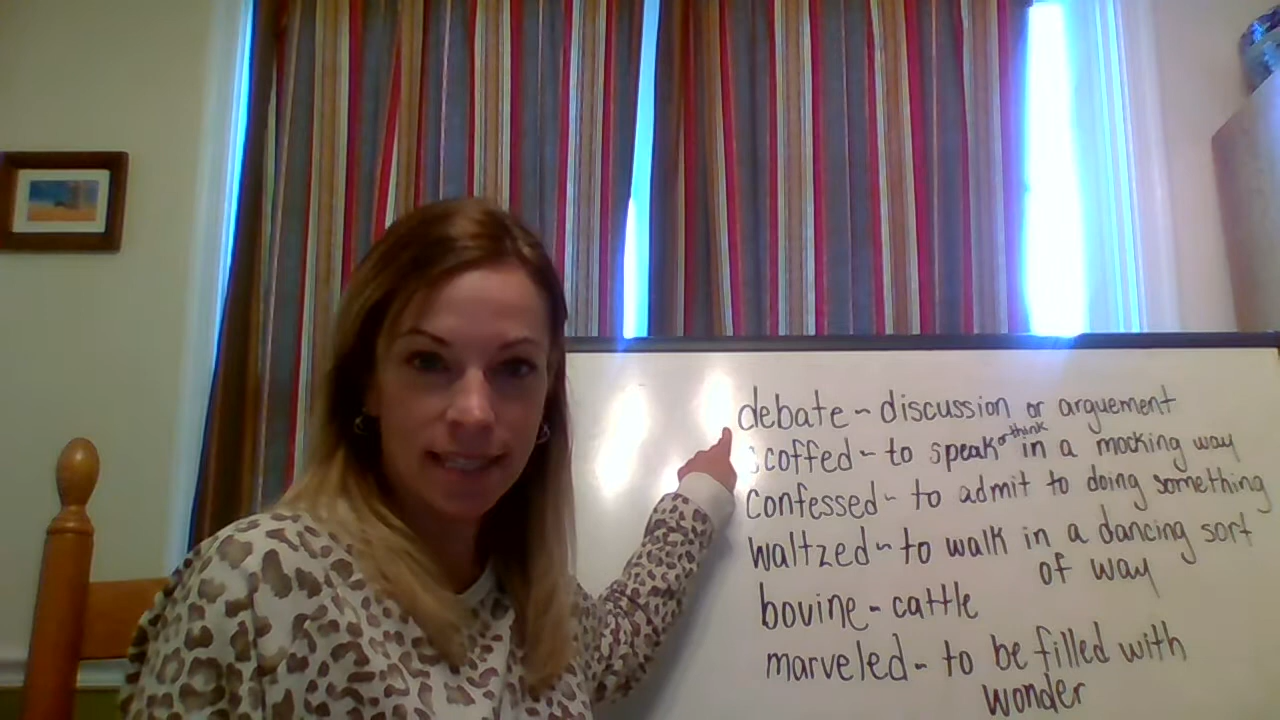 debate - discussion or arguement
scoffed - to speak or think in a mocking way
confessed - to admit to doing something
waltzed - to walk in a dancing sort
of way
bovine - cattle
marveled - to be filled with
wonder